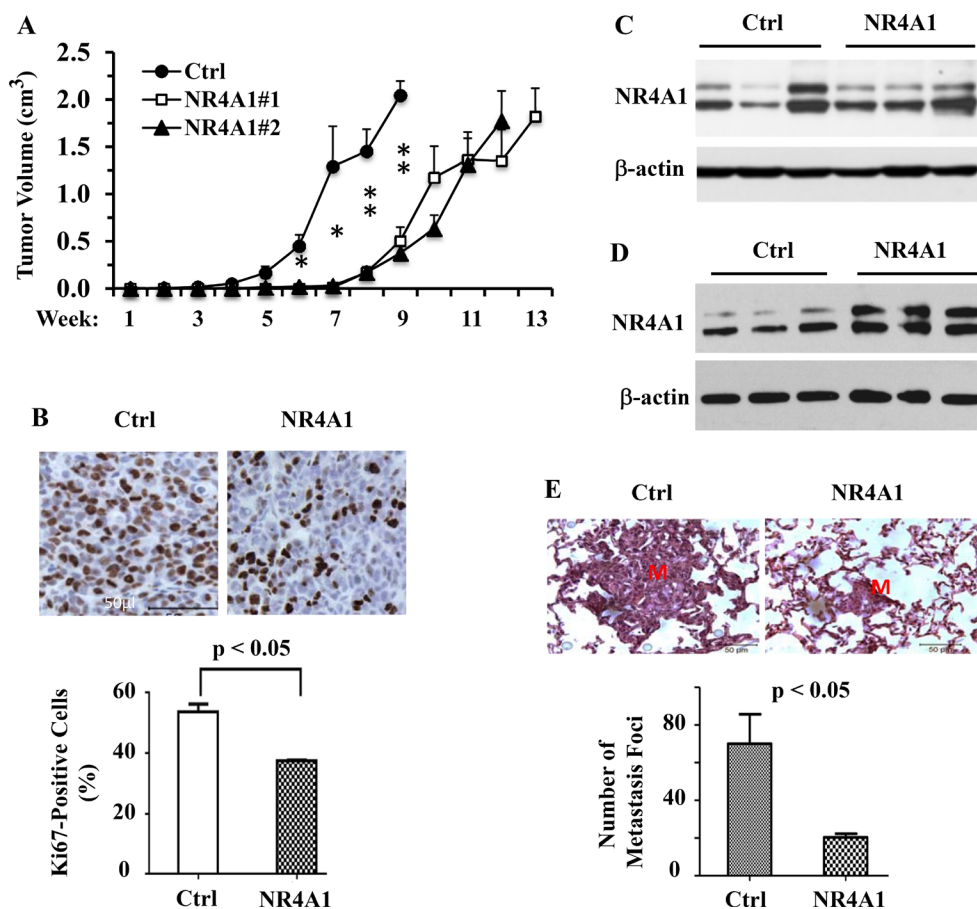 A
Tumor Volume (cm3)
2.5
2.0
1.5
1.0
0.5
0.0
Ctrl
NR4A1#1
NR4A1#2
*
*
*
*
*
*
Week:
1 3 5 7 9 11 13
B
Ctrl NR4A1
50µl
p < 0.05
Ki67-Positive Cells
(%)
60
40
20
0
Ctrl NR4A1
C
Ctrl NR4A1
NR4A1
β-actin
D
Ctrl NR4A1
NR4A1
β-actin
E
Ctrl NR4A1
M
M
50 µm
50 µm
p < 0.05
Number of
Metastasis Foci
80
40
0
Ctrl NR4A1